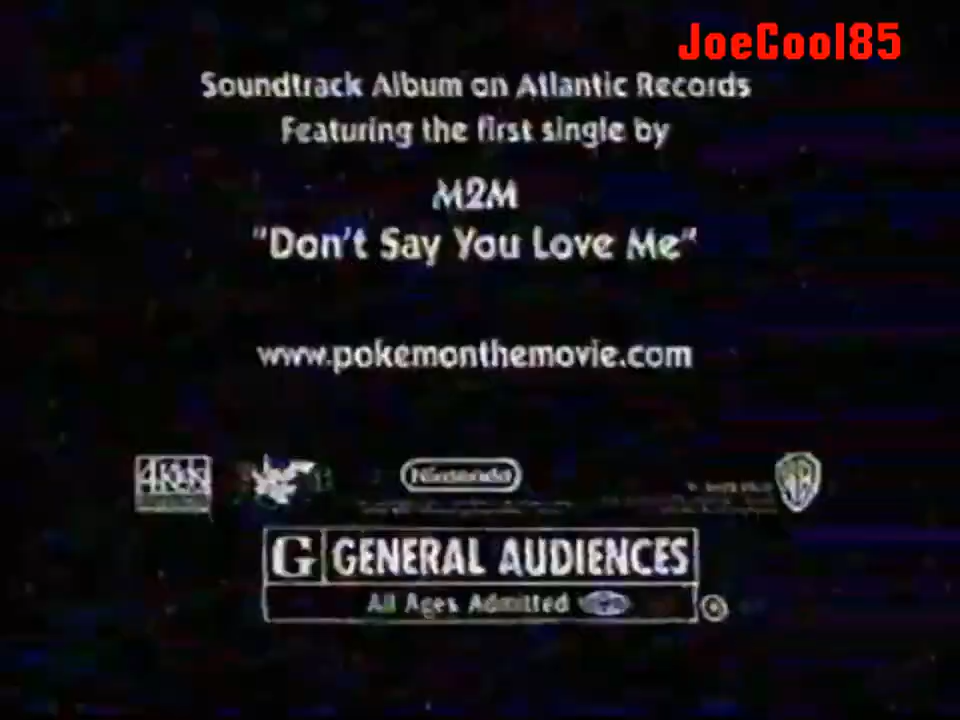 JoeCool85
Soundtrack Album on Atlantic Records
Featuring the first single by
M2M
"Don't Say You Love Me"
www.pokemonthemovie.com
4Kids
Nintendo
WB
G GENERAL AUDIENCES
All Ages Admitted